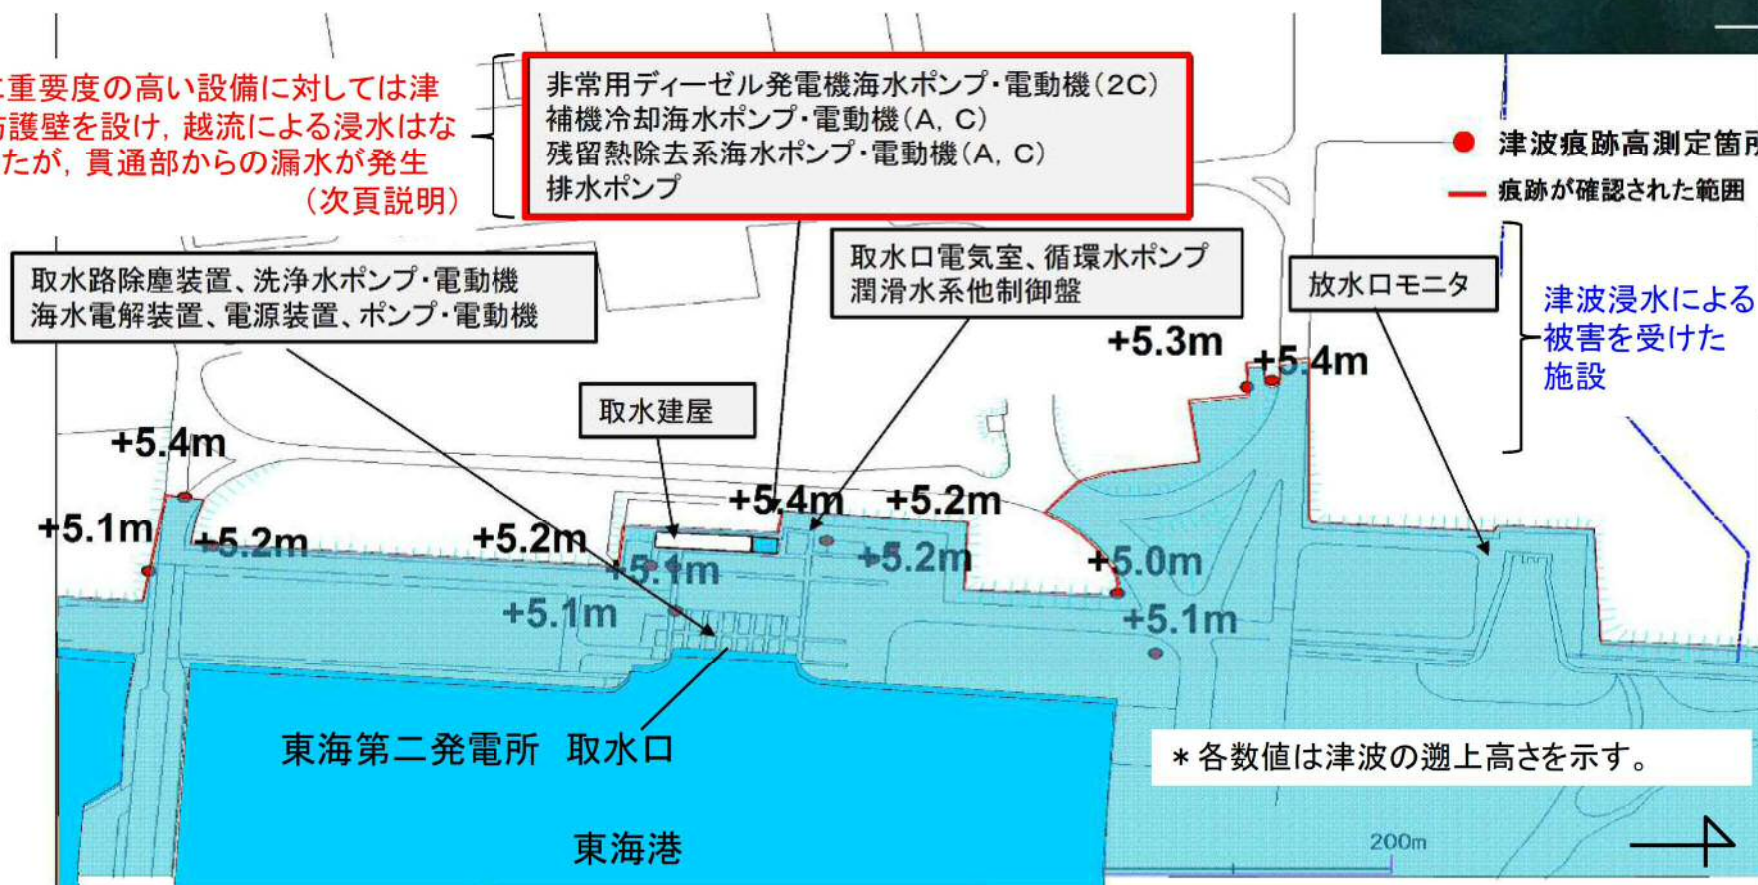 重要度の高い設備に対しては津
護壁を設け, 越流による浸水はな
たが, 貫通部からの漏水が発生
(次頁説明)
非常用ディーゼル発電機海水ポンプ・電動機(2C)
補機冷却海水ポンプ・電動機(A, C)
残留熱除去系海水ポンプ・電動機(A, C)
排水ポンプ
津波痕跡高測定箇所
痕跡が確認された範囲
取水路除塵装置、洗浄水ポンプ・電動機
海水電解装置、電源装置、ポンプ・電動機
取水口電気室、循環水ポンプ
潤滑水系他制御盤
放水口モニタ
津波浸水による
被害を受けた
施設
取水建屋
+5.3m
+5.4m
+5.4m
+5.1m
+5.2m
+5.2m
+5.4m
+5.2m
+5.1m
+5.2m
+5.0m
+5.1m
+5.1m
東海第二発電所 取水口
*各数値は津波の遡上高さを示す。
東海港
200m